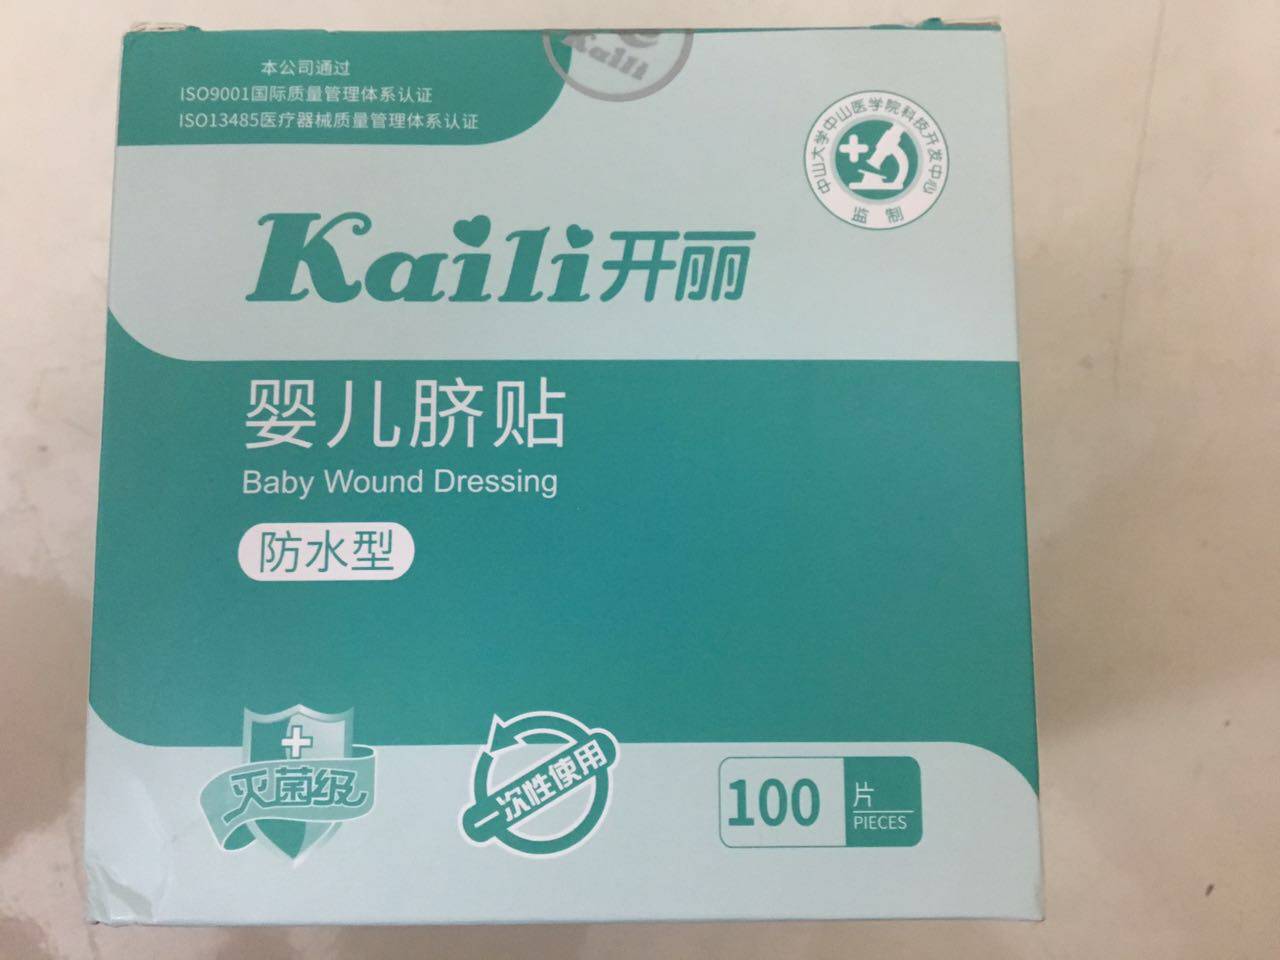 本公司通过
ISO9001国际质量管理体系认证
ISO13485医疗器械质量管理体系认证
Kaili
中山大学中山医学院科技开发中心
监制
Kaili开丽
婴儿脐贴
Baby Wound Dressing
防水型
灭菌级
一次性使用
100 片
PIECES